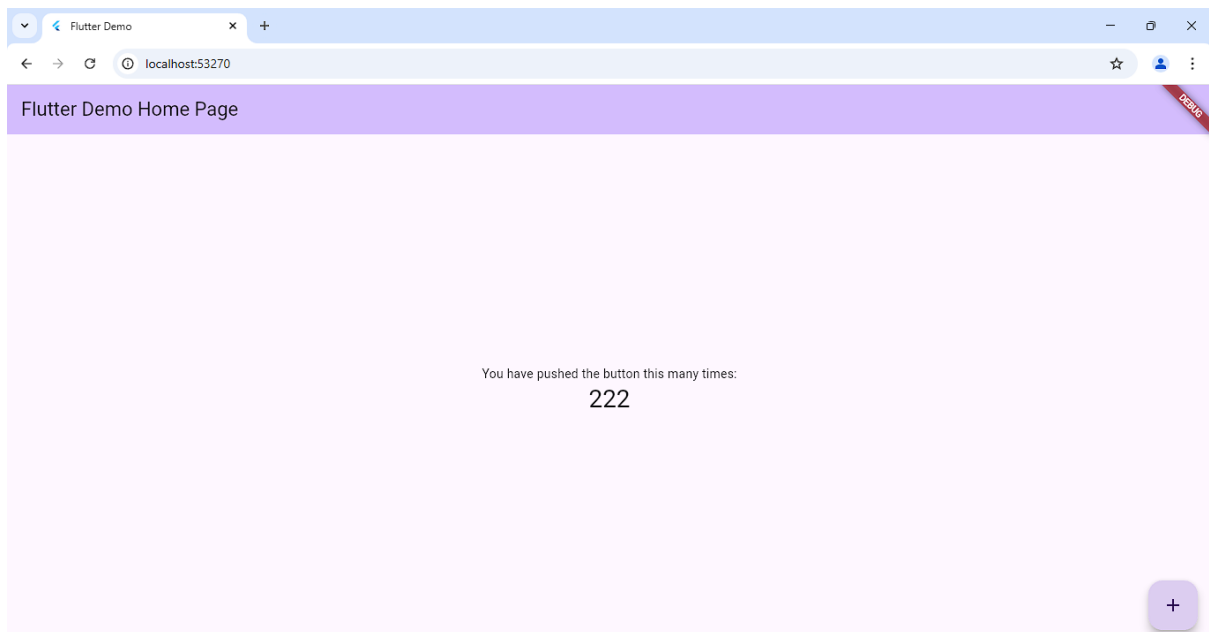 Flutter Demo
localhost:53270
Flutter Demo Home Page
DEBUG
You have pushed the button this many times:
222